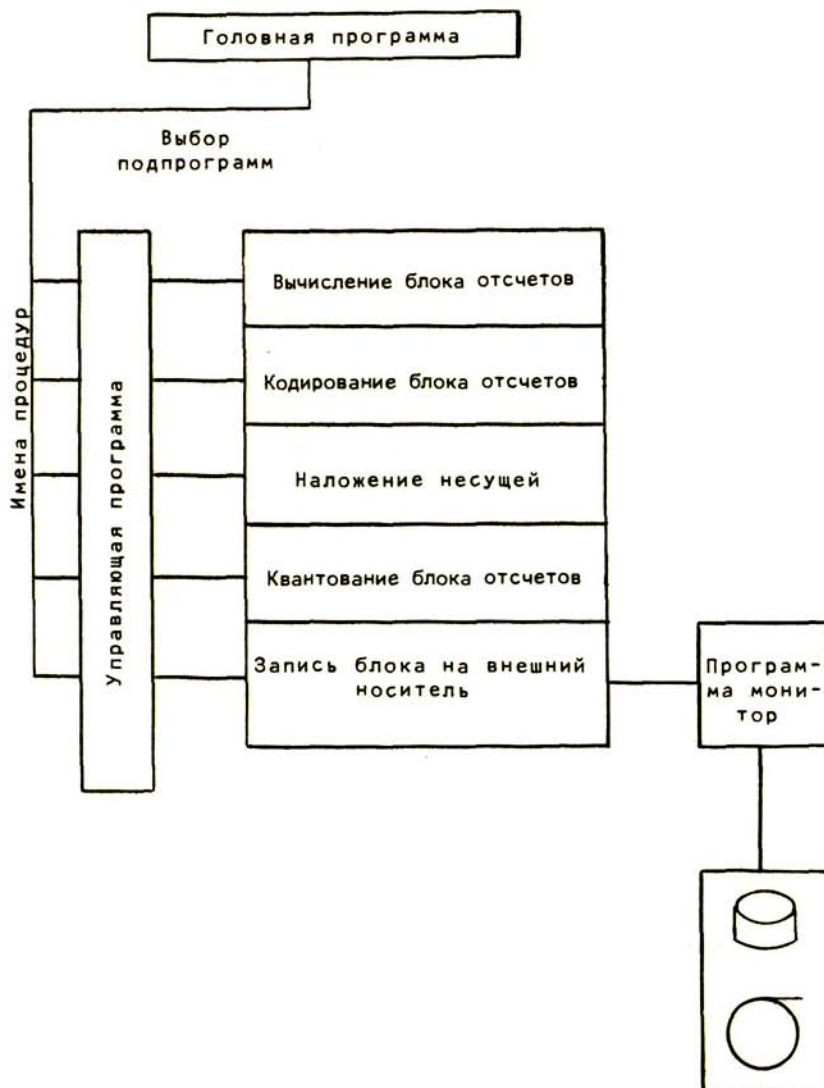 Головная программа
Выбор
подпрограмм
Имена процедур
Управляющая программа
Вычисление блока отсчетов
Кодирование блока отсчетов
Наложение несущей
Квантование блока отсчетов
Запись блока на внешний
носитель
Програм-
ма мони-
тор